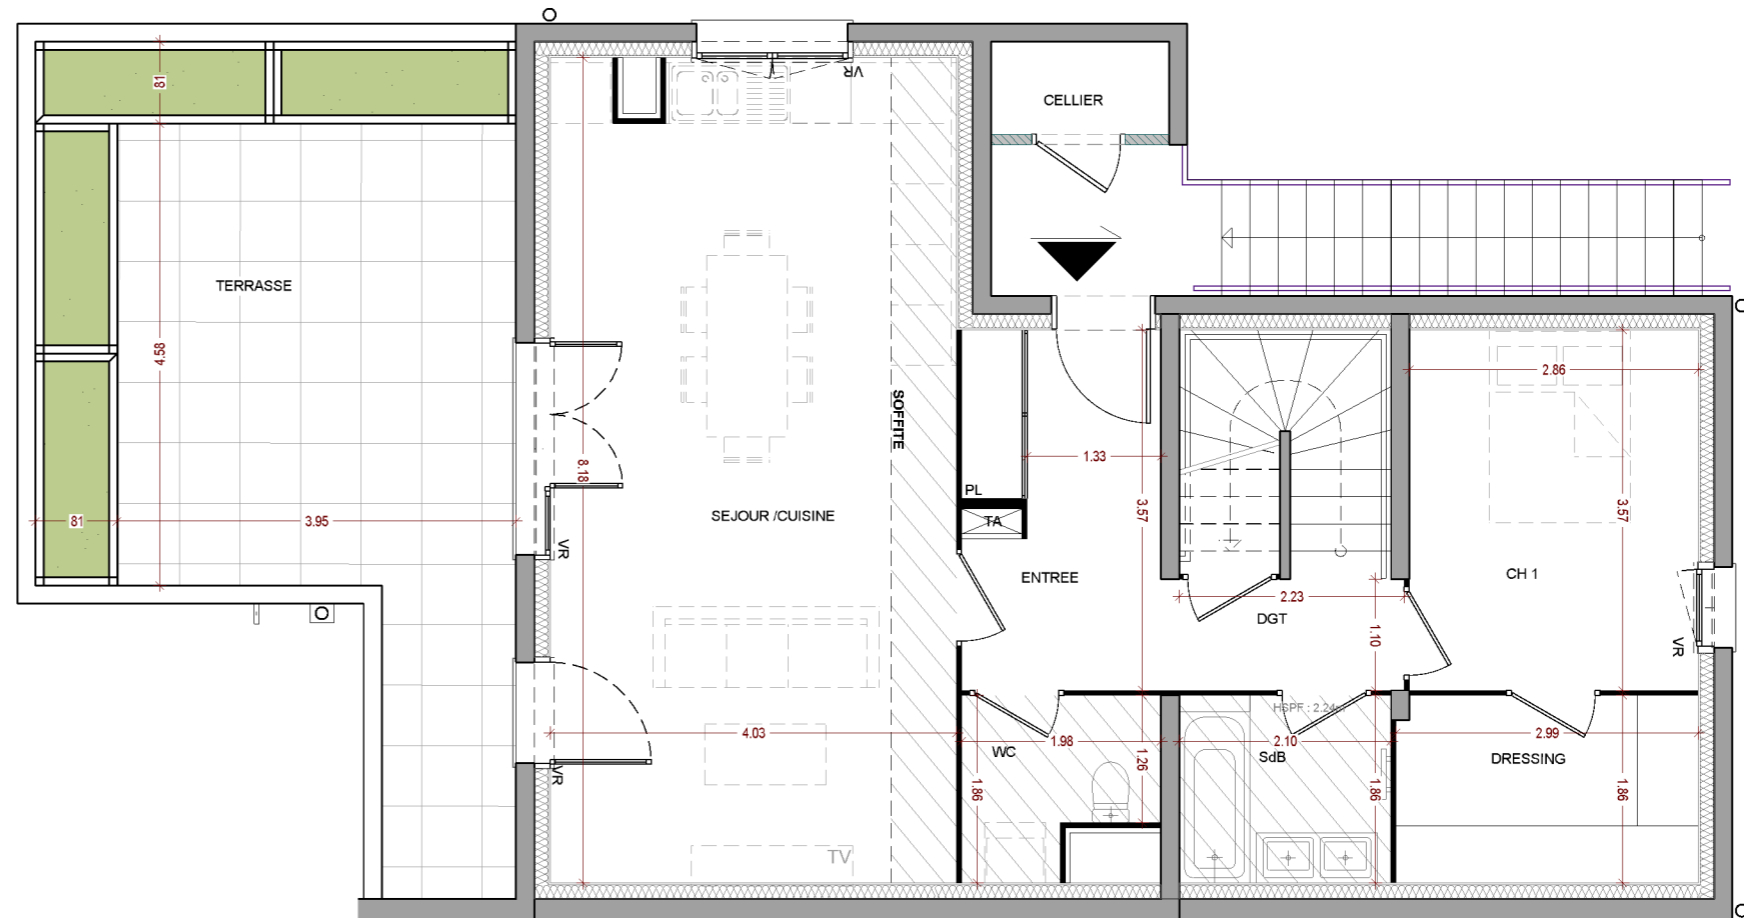 VR
81
CELLIER
TERRASSE
4.58
2.86
SOFFITE
1.33
8.18
PL
3.57
3.57
81
3.95
SEJOUR /CUISINE
TA
VR
ENTREE
CH 1
2.23
DGT
1.10
VR
HSPF : 2.24m
4.03
WC
1.98
1.26
2.10
SdB
2.99
DRESSING
VR
1.86
1.86
1.86
TV